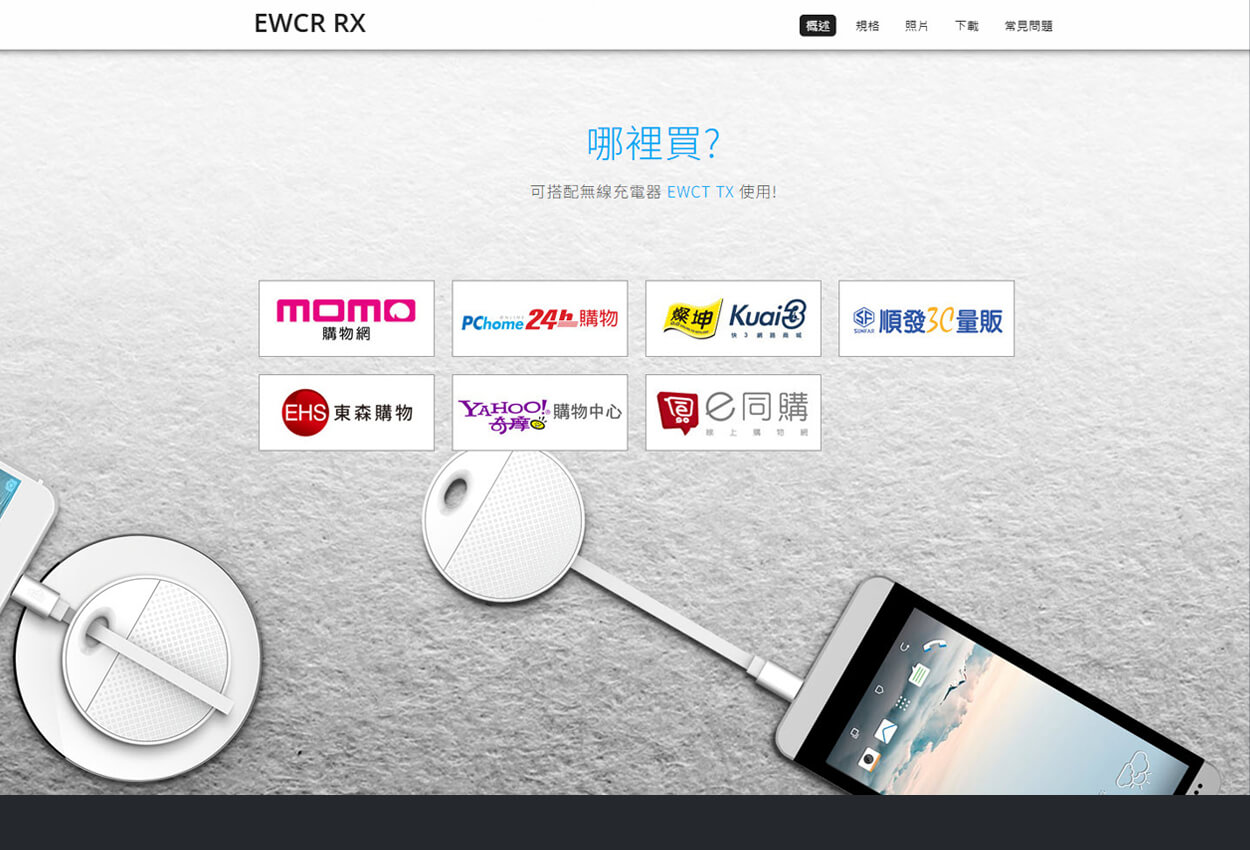 EWCR RX
概述 規格 照片 下載 常見問題
哪裡買?
可搭配無線充電器 EWCT TX 使用!
momo
購物網
ONLINE
PChome 24h 購物
燦坤 Kuai3
快3網路商城
SF SUNFAR 順發3C量販
EHS 東森購物
YAHOO! 奇摩 購物中心
GO e同購
線上購物網